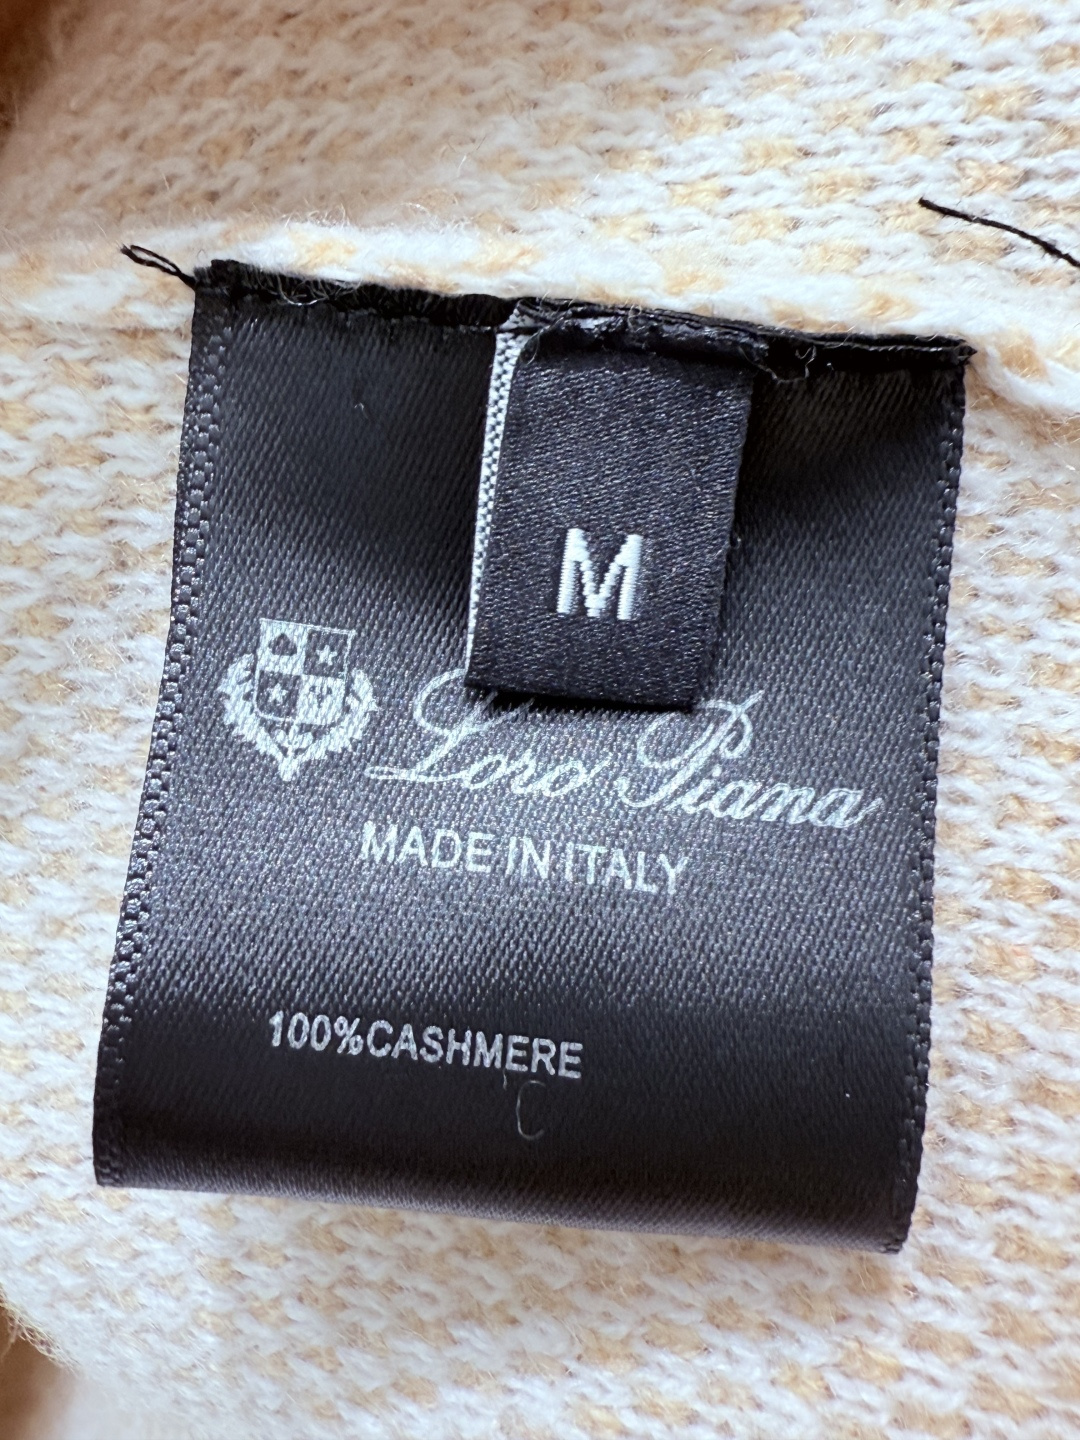 M
Loro Piana
MADE IN ITALY
100%CASHMERE